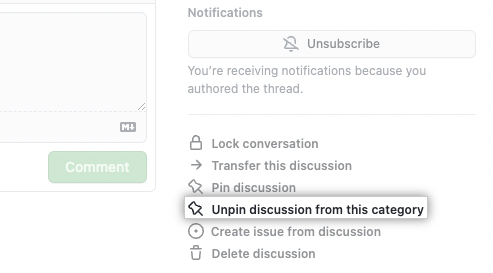 Notifications
Unsubscribe
You're receiving notifications because you
authored the thread.
M↓
Comment
Lock conversation
Transfer this discussion
Pin discussion
Unpin discussion from this category
Create issue from discussion
Delete discussion